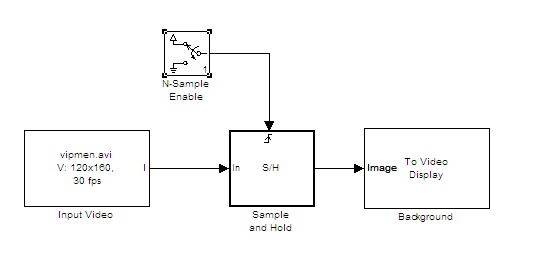 1
N-Sample
Enable
vipmen.avi
V: 120x160,
30 fps
I
In
S/H
Image
To Video
Display
Input Video
Sample
and Hold
Background